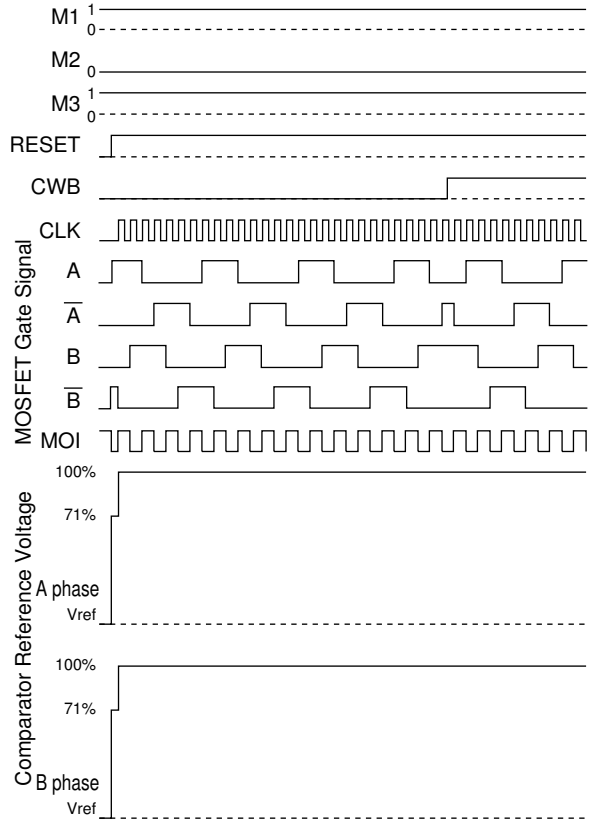 M1 1
0
M2
0
M3 1
0
RESET
CWB
CLK
MOSFET Gate Signal
A
A̅
B
B̅
MOI
Comparator Reference Voltage
100%
71%
A phase
Vref
100%
71%
B phase
Vref